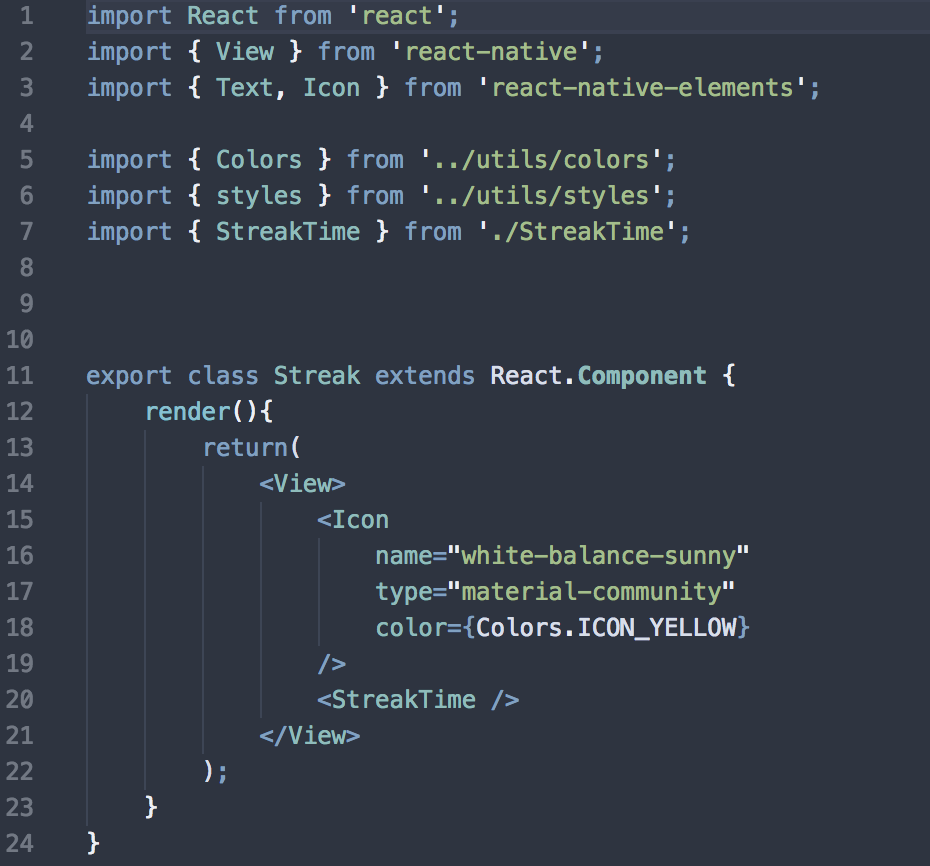 1 import React from 'react';
2 import { View } from 'react-native';
3 import { Text, Icon } from 'react-native-elements';
4
5 import { Colors } from '../utils/colors';
6 import { styles } from '../utils/styles';
7 import { StreakTime } from './StreakTime';
8
9
10
11 export class Streak extends React.Component {
12     render(){
13         return(
14             <View>
15                 <Icon
16                     name="white-balance-sunny"
17                     type="material-community"
18                     color={Colors.ICON_YELLOW}
19                 />
20                 <StreakTime />
21             </View>
22         );
23     }
24 }